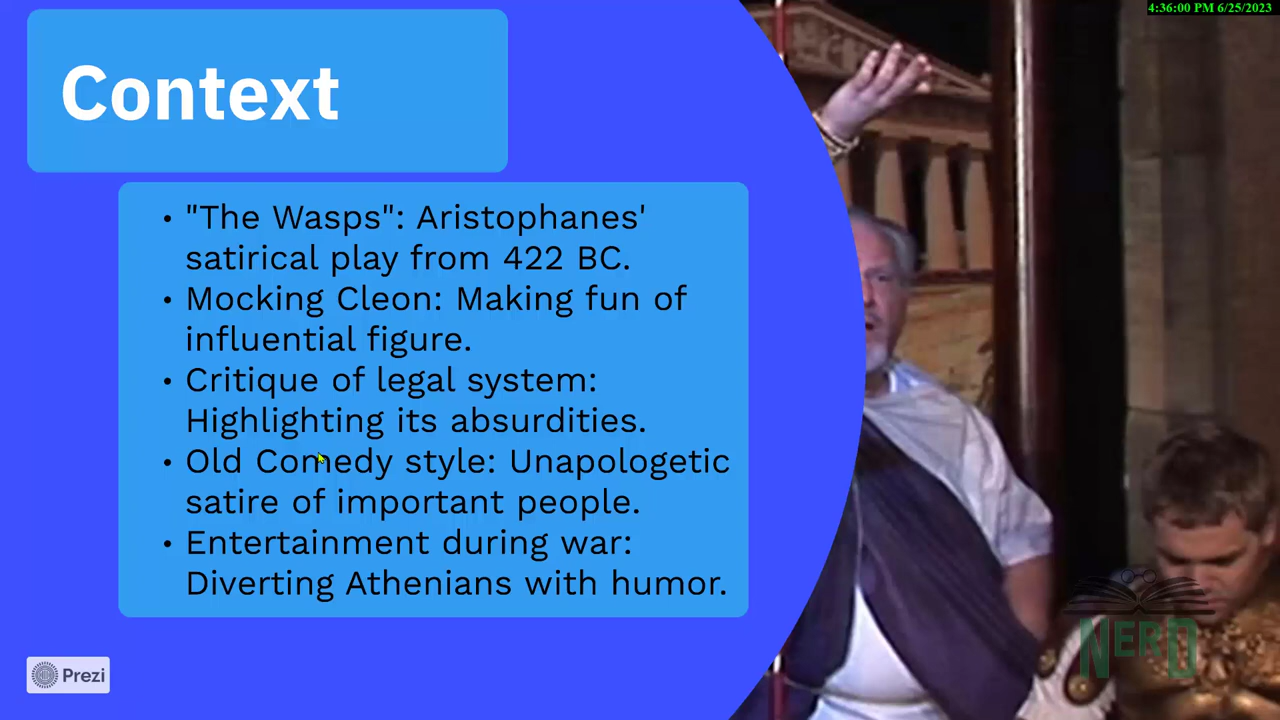 4:36:00 PM 6/25/2023
Context
• "The Wasps": Aristophanes'
satirical play from 422 BC.
• Mocking Cleon: Making fun of
influential figure.
• Critique of legal system:
Highlighting its absurdities.
• Old Comedy style: Unapologetic
satire of important people.
• Entertainment during war:
Diverting Athenians with humor.
Prezi
NERD